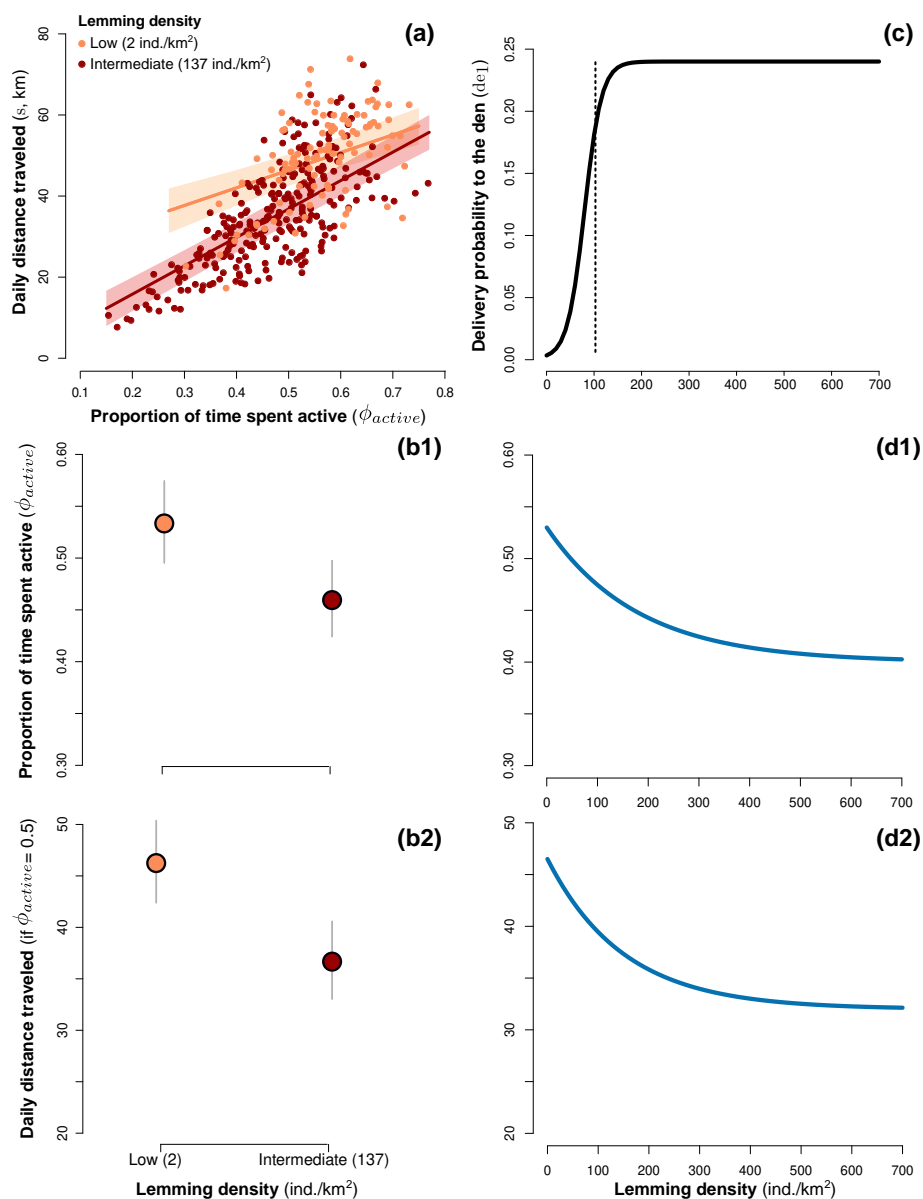 Lemming density
Low (2 ind./km²)
Intermediate (137 ind./km²)
(a)
Daily distance traveled (s, km)
0
20
40
60
80
0.1 0.2 0.3 0.4 0.5 0.6 0.7 0.8
Proportion of time spent active (ϕactive)
(c)
Delivery probability to the den (de1)
0.00
0.05
0.10
0.15
0.20
0.25
0 100 200 300 400 500 600 700
(b1)
Proportion of time spent active (ϕactive)
0.30
0.40
0.50
0.60
(d1)
0.30
0.40
0.50
0.60
0 100 200 300 400 500 600 700
(b2)
Daily distance traveled (if ϕactive= 0.5)
20
30
40
50
Low (2) Intermediate (137)
Lemming density (ind./km²)
(d2)
20
30
40
50
0 100 200 300 400 500 600 700
Lemming density (ind./km²)